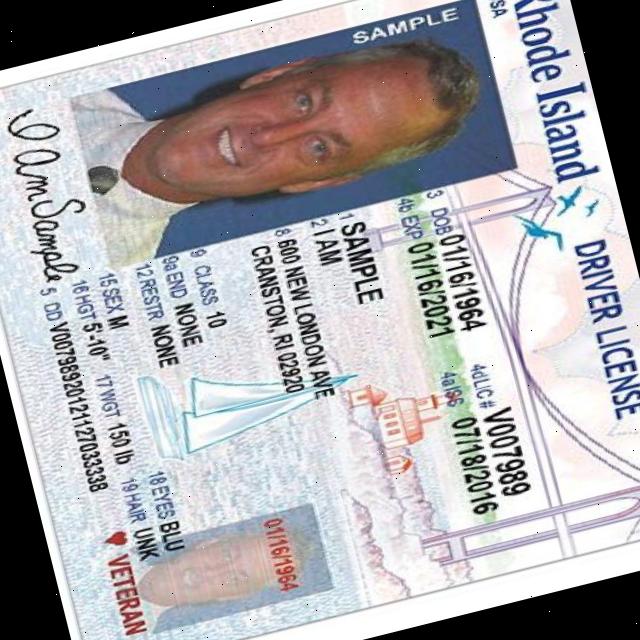 Rhode Island
USA
DRIVER LICENSE
SAMPLE
3 DOB 01/16/1964
4d LIC# V007989
4b EXP 01/16/2021
4a ISS 07/18/2016
1 SAMPLE
2 I AM
8 600 NEW LONDON AVE
CRANSTON, RI 02920
9 CLASS 10
9a END NONE
12 RESTR NONE
15 SEX M
18 EYES BLU
16 HGT 5'-10"
17 WGT 150 lb
19 HAIR UNK
5 DD
01/16/1964
VETERAN
I Am Sample